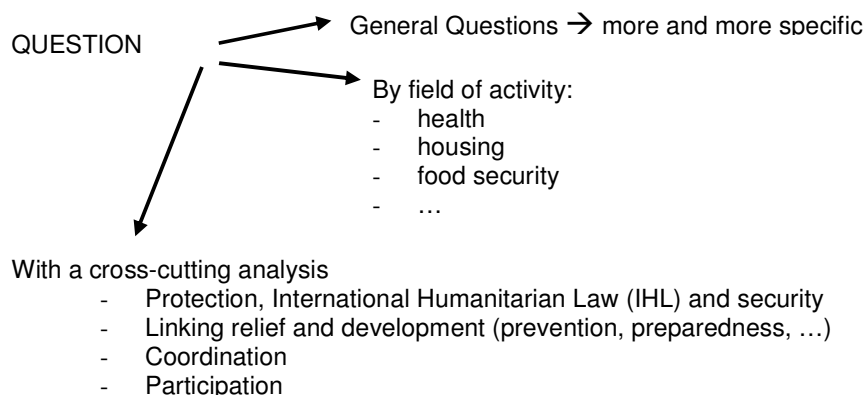 General Questions → more and more specific
QUESTION
By field of activity:
- health
- housing
- food security
- …
With a cross-cutting analysis
- Protection, International Humanitarian Law (IHL) and security
- Linking relief and development (prevention, preparedness, …)
- Coordination
- Participation